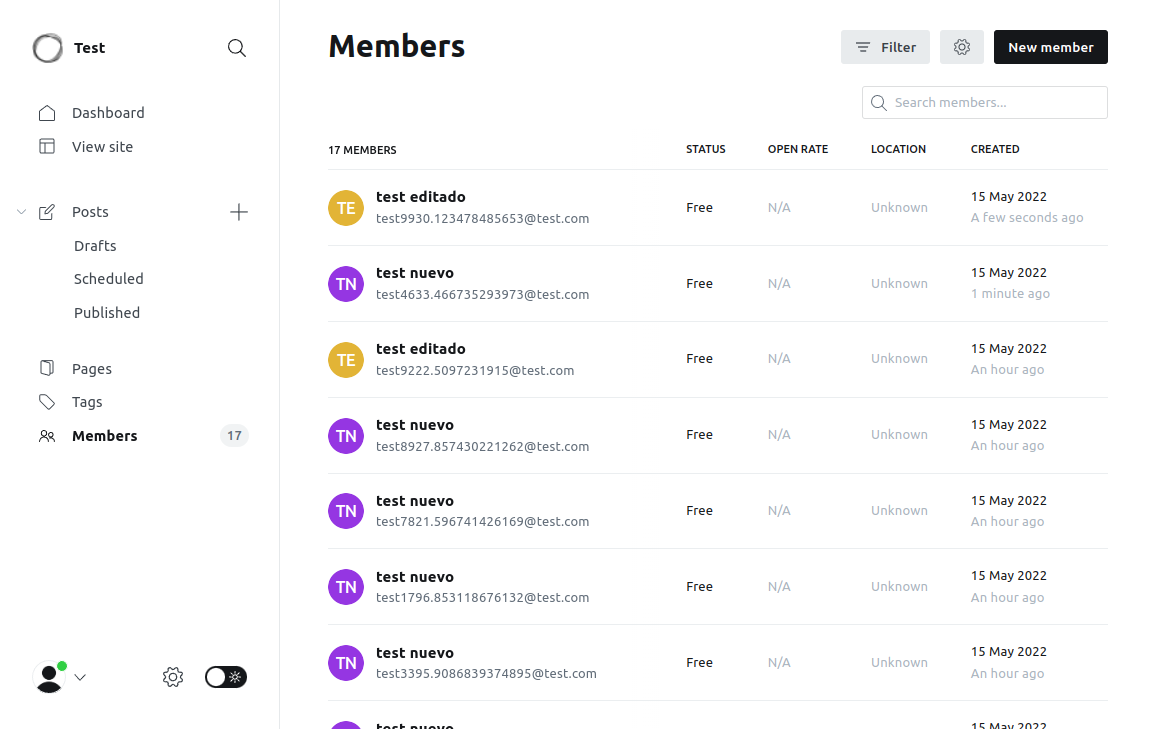 Test
Dashboard
View site
Posts
Drafts
Scheduled
Published
Pages
Tags
Members 17
Members
Filter
New member
Search members...
17 MEMBERS STATUS OPEN RATE LOCATION CREATED
TE test editado 15 May 2022
test9930.123478485653@test.com Free N/A Unknown A few seconds ago
TN test nuevo 15 May 2022
test4633.466735293973@test.com Free N/A Unknown 1 minute ago
TE test editado 15 May 2022
test9222.5097231915@test.com Free N/A Unknown An hour ago
TN test nuevo 15 May 2022
test8927.857430221262@test.com Free N/A Unknown An hour ago
TN test nuevo 15 May 2022
test7821.596741426169@test.com Free N/A Unknown An hour ago
TN test nuevo 15 May 2022
test1796.853118676132@test.com Free N/A Unknown An hour ago
TN test nuevo 15 May 2022
test3395.9086839374895@test.com Free N/A Unknown An hour ago
test nuevo 15 May 2022